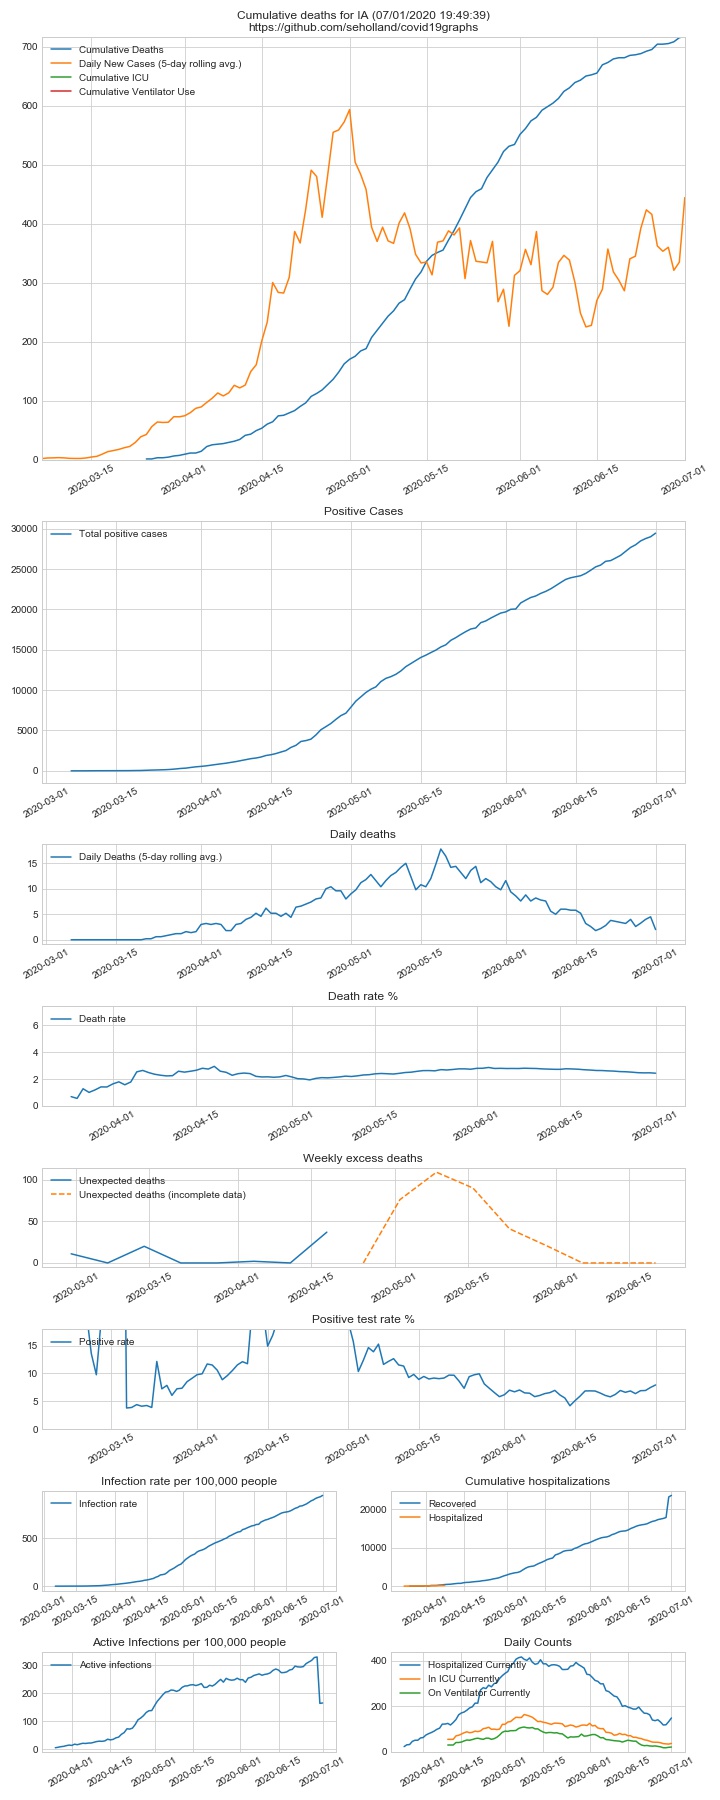 Cumulative deaths for IA (07/01/2020 19:49:39)
https://github.com/seholland/covid19graphs
Cumulative Deaths
Daily New Cases (5-day rolling avg.)
Cumulative ICU
Cumulative Ventilator Use
700
600
500
400
300
200
100
0
2020-03-15 2020-04-01 2020-04-15 2020-05-01 2020-05-15 2020-06-01 2020-06-15 2020-07-01
Positive Cases
Total positive cases
30000
25000
20000
15000
10000
5000
0
2020-03-01 2020-03-15 2020-04-01 2020-04-15 2020-05-01 2020-05-15 2020-06-01 2020-06-15 2020-07-01
Daily deaths
Daily Deaths (5-day rolling avg.)
15
10
5
0
2020-03-01 2020-03-15 2020-04-01 2020-04-15 2020-05-01 2020-05-15 2020-06-01 2020-06-15 2020-07-01
Death rate %
Death rate
6
4
2
0
2020-04-01 2020-04-15 2020-05-01 2020-05-15 2020-06-01 2020-06-15 2020-07-01
Weekly excess deaths
Unexpected deaths
Unexpected deaths (incomplete data)
100
50
0
2020-03-01 2020-03-15 2020-04-01 2020-04-15 2020-05-01 2020-05-15 2020-06-01 2020-06-15
Positive test rate %
Positive rate
15
10
5
0
2020-03-15 2020-04-01 2020-04-15 2020-05-01 2020-05-15 2020-06-01 2020-06-15 2020-07-01
Infection rate per 100,000 people
Infection rate
500
0
2020-03-01 2020-03-15 2020-04-01 2020-04-15 2020-05-01 2020-05-15 2020-06-01 2020-06-15 2020-07-01
Cumulative hospitalizations
Recovered
Hospitalized
20000
10000
0
2020-04-01 2020-04-15 2020-05-01 2020-05-15 2020-06-01 2020-06-15 2020-07-01
Active Infections per 100,000 people
Active infections
300
200
100
0
2020-04-01 2020-04-15 2020-05-01 2020-05-15 2020-06-01 2020-06-15 2020-07-01
Daily Counts
Hospitalized Currently
In ICU Currently
On Ventilator Currently
400
200
0
2020-04-01 2020-04-15 2020-05-01 2020-05-15 2020-06-01 2020-06-15 2020-07-01